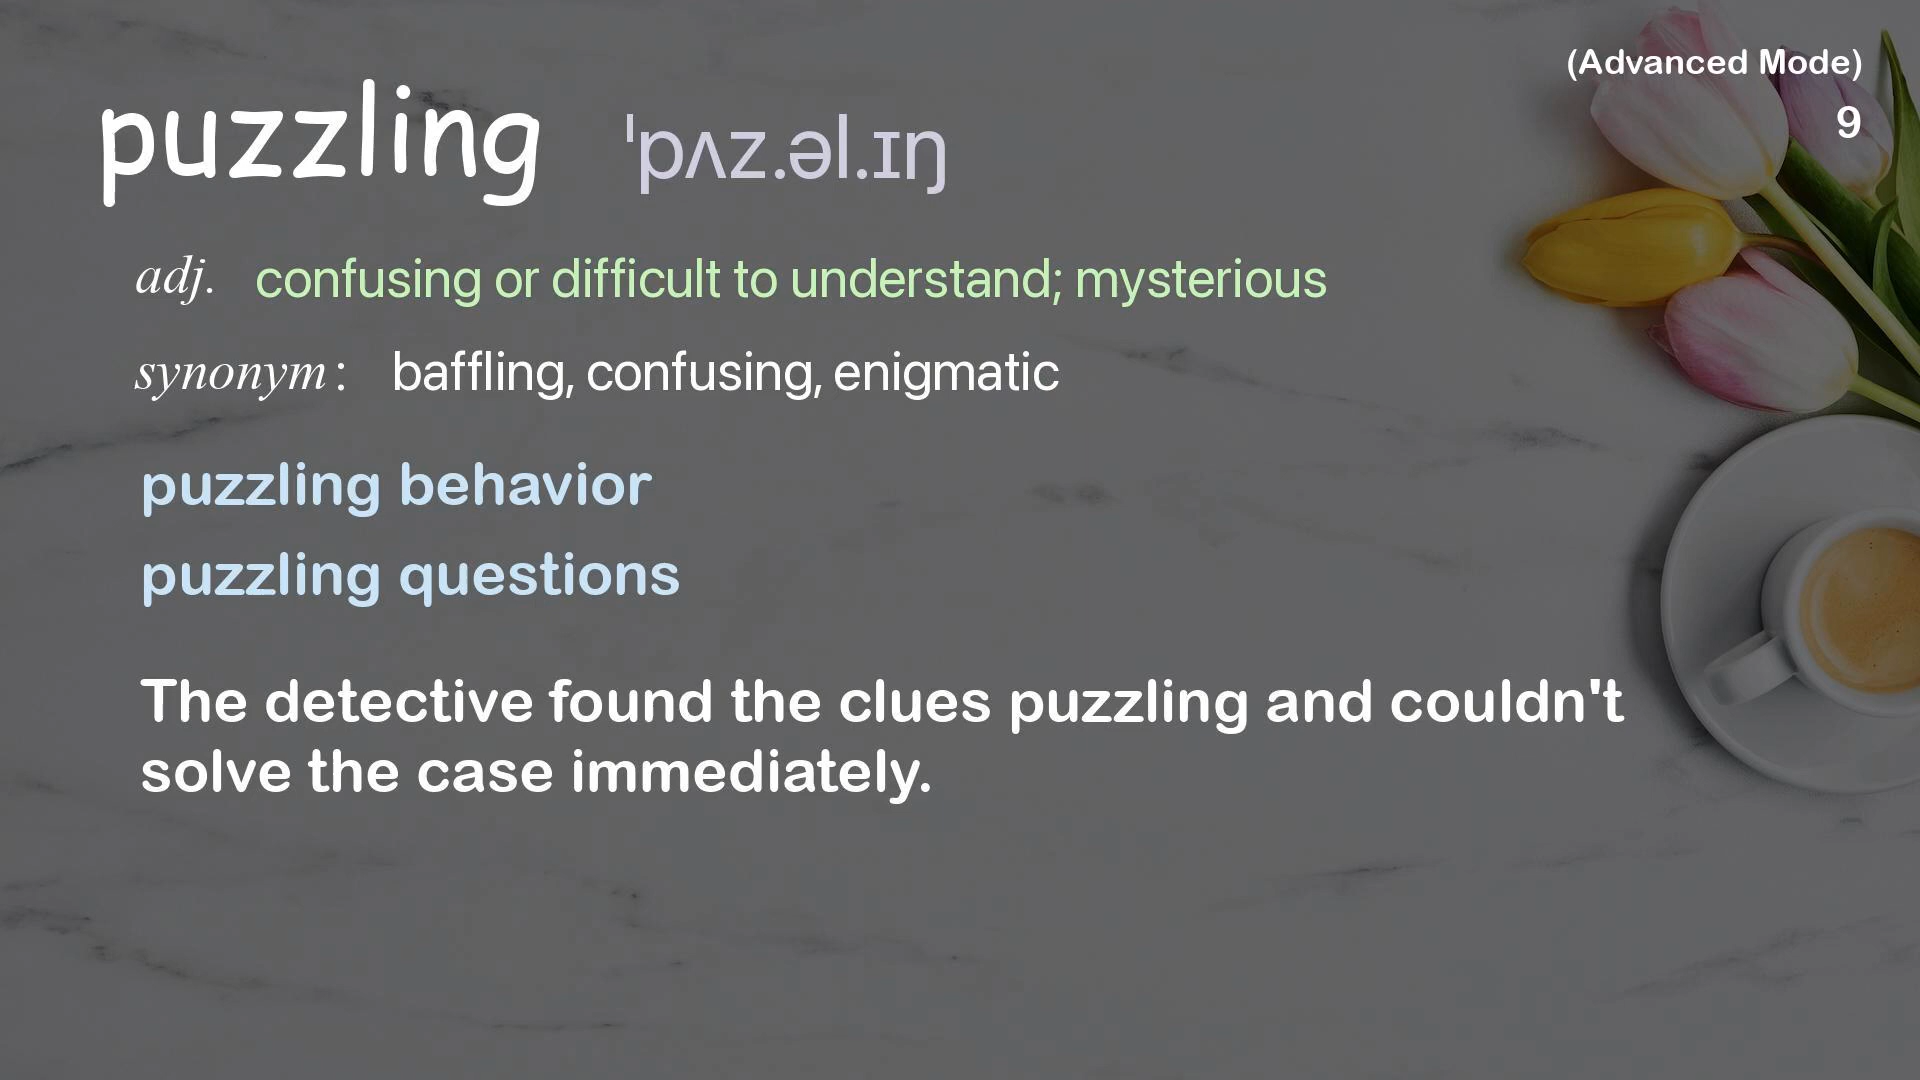 (Advanced Mode)
9
puzzling ˈpʌz.əl.ɪŋ
adj. confusing or difficult to understand; mysterious
synonym: baffling, confusing, enigmatic
puzzling behavior
puzzling questions
The detective found the clues puzzling and couldn't
solve the case immediately.